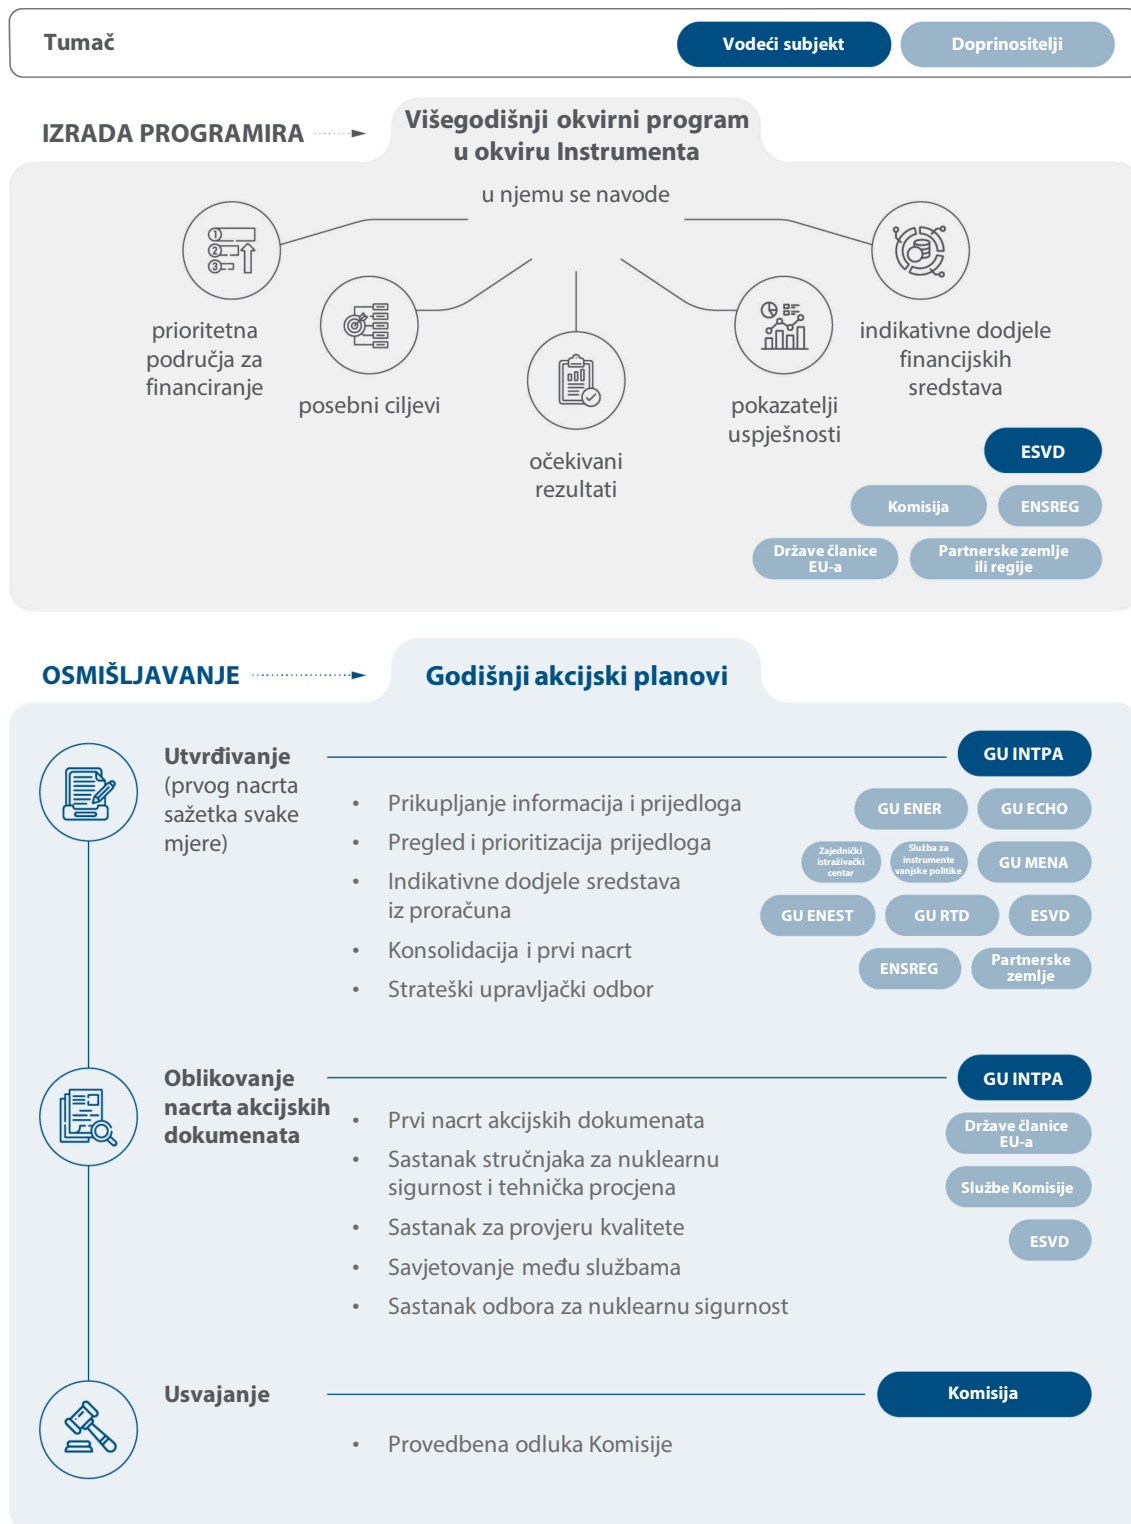 Tumač
Vodeći subjekt
Doprinositelji
IZRADA PROGRAMIRA
Višegodišnji okvirni program
u okviru Instrumenta
u njemu se navode
1
2
3
prioritetna
područja za
financiranje
posebni ciljevi
očekivani
rezultati
pokazatelji
uspješnosti
indikativne dodjele
financijskih
sredstava
ESVD
Komisija
ENSREG
Države članice
EU-a
Partnerske zemlje
ili regije
OSMIŠLJAVANJE
Godišnji akcijski planovi
Utvrđivanje
(prvog nacrta
sažetka svake
mjere)
• Prikupljanje informacija i prijedloga
• Pregled i prioritizacija prijedloga
• Indikativne dodjele sredstava
iz proračuna
• Konsolidacija i prvi nacrt
• Strateški upravljački odbor
GU INTPA
GU ENER
GU ECHO
Zajednički
istraživački
centar
Služba za
instrumente
vanjske politike
GU MENA
GU ENEST
GU RTD
ESVD
ENSREG
Partnerske
zemlje
Oblikovanje
nacrta akcijskih
dokumenata
• Prvi nacrt akcijskih dokumenata
• Sastanak stručnjaka za nuklearnu
sigurnost i tehnička procjena
• Sastanak za provjeru kvalitete
• Savjetovanje među službama
• Sastanak odbora za nuklearnu sigurnost
GU INTPA
Države članice
EU-a
Službe Komisije
ESVD
Usvajanje
• Provedbena odluka Komisije
Komisija